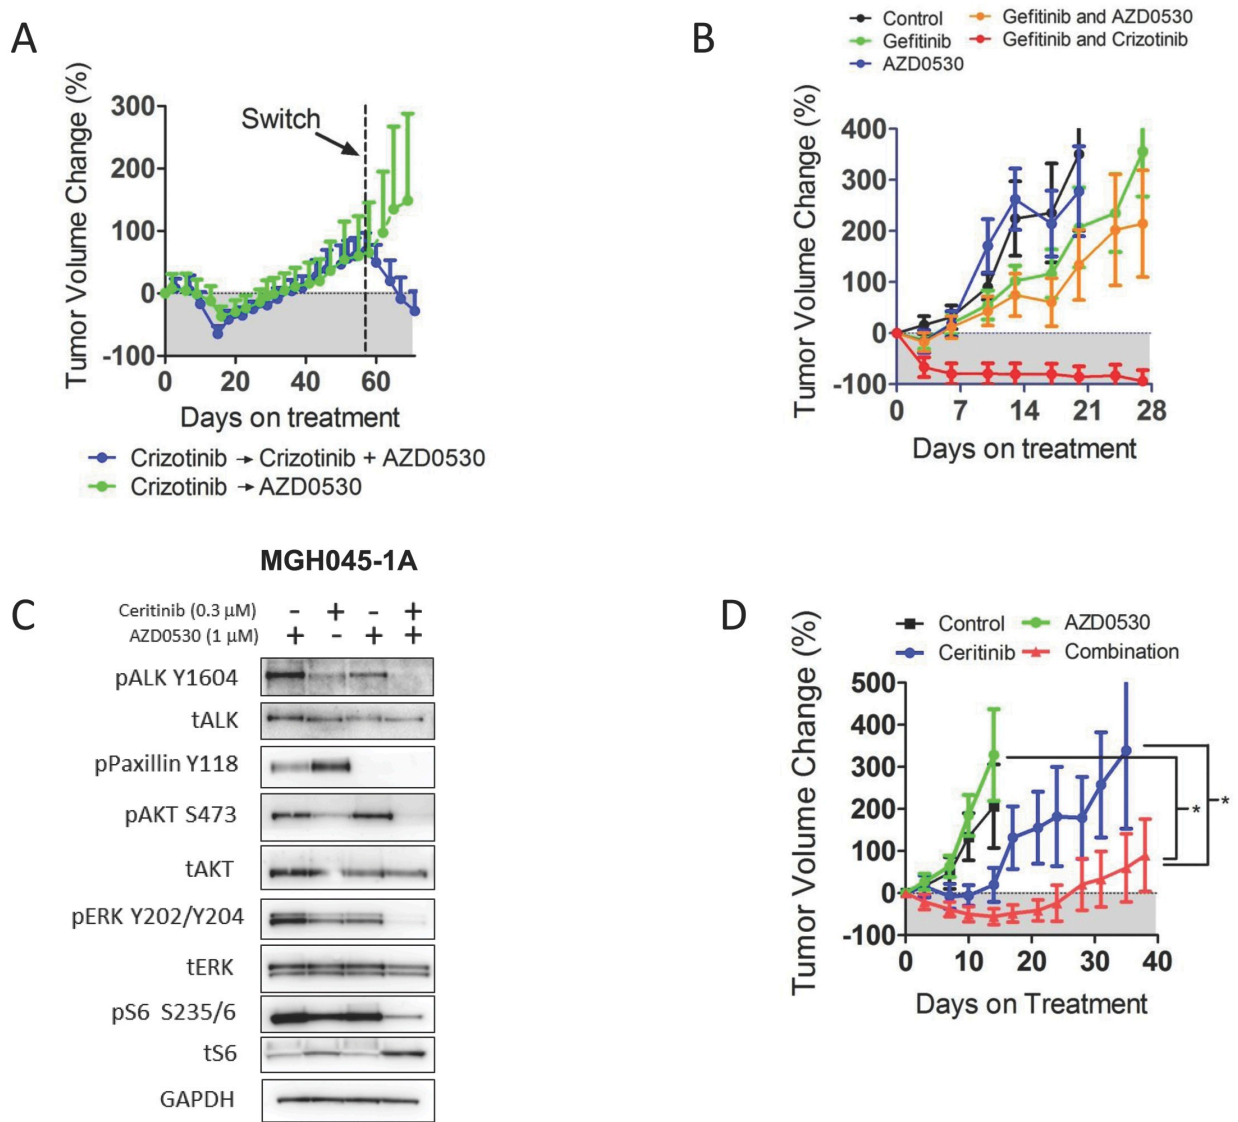 A
Tumor Volume Change (%)
300
200
100
0
-100
Switch
0 20 40 60
Days on treatment
Crizotinib → Crizotinib + AZD0530
Crizotinib → AZD0530
B
Control
Gefitinib
AZD0530
Gefitinib and AZD0530
Gefitinib and Crizotinib
Tumor Volume Change (%)
400
300
200
100
0
-100
0 7 14 21 28
Days on treatment
MGH045-1A
C
Ceritinib (0.3 µM) - + - +
AZD0530 (1 µM) + - + +
pALK Y1604
tALK
pPaxillin Y118
pAKT S473
tAKT
pERK Y202/Y204
tERK
pS6 S235/6
tS6
GAPDH
D
Control
Ceritinib
AZD0530
Combination
Tumor Volume Change (%)
500
400
300
200
100
0
-100
* *
0 10 20 30 40
Days on Treatment